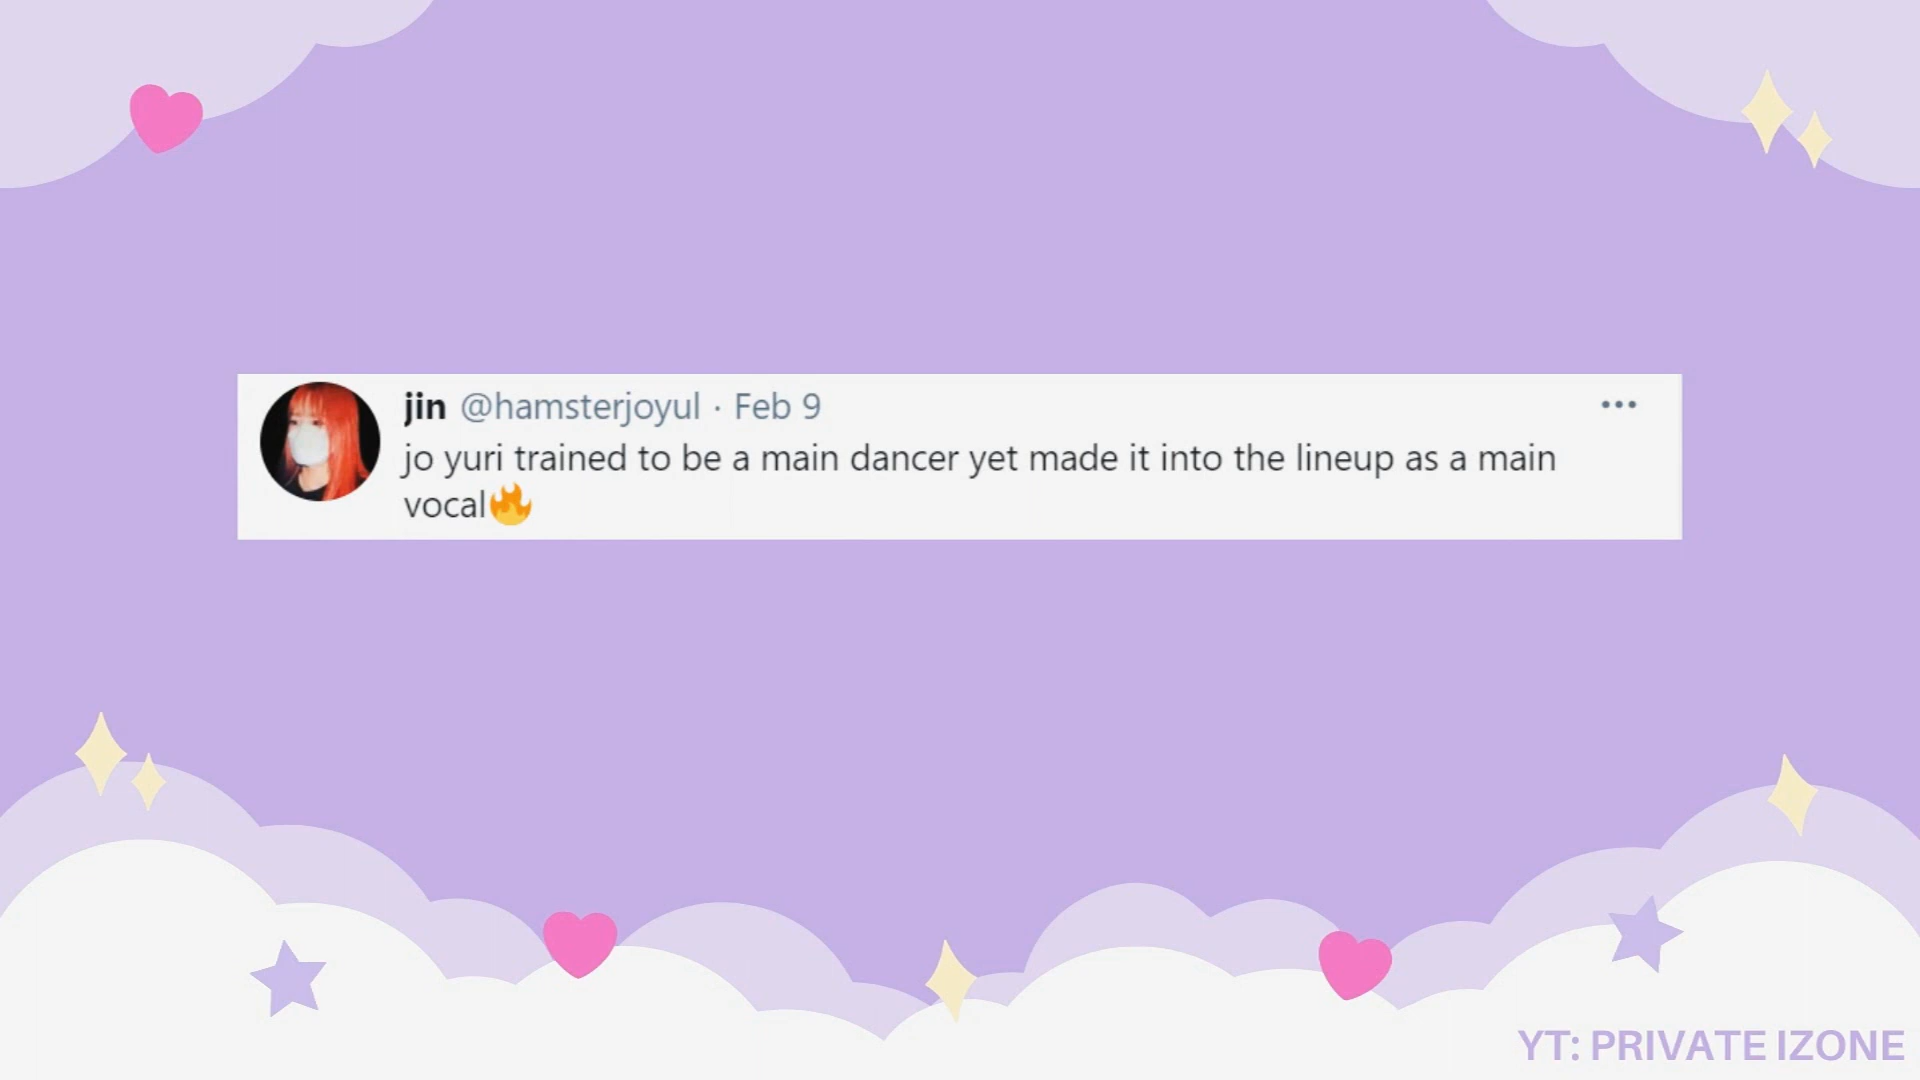 jin @hamsterjoyul · Feb 9
jo yuri trained to be a main dancer yet made it into the lineup as a main
vocal🔥
YT: PRIVATE IZONE